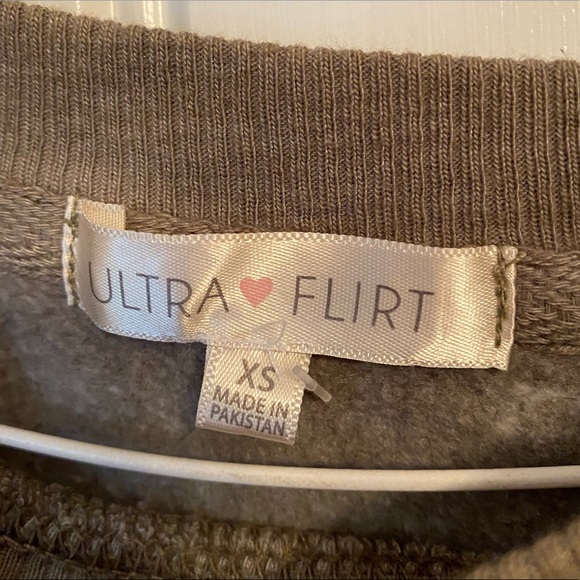 ULTRA ♥ FLIRT
XS
MADE IN
PAKISTAN